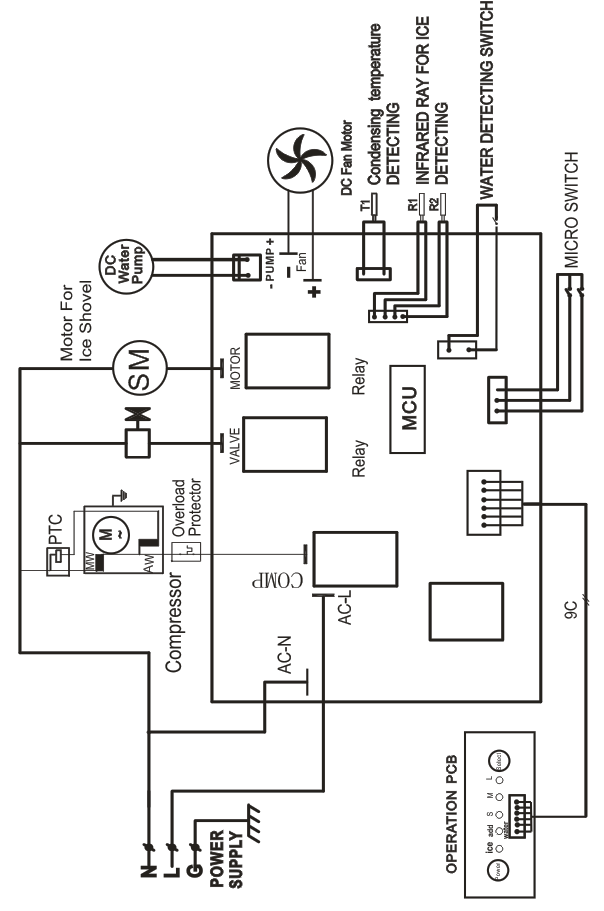 WATER DETECTING SWITCH
INFRARED RAY FOR ICE
DETECTING
Condensing temperature
DETECTING
DC Fan Motor
T1
R1
R2
MICRO SWITCH
DC
Water
Pump
- PUMP +
Fan
Motor For
Ice Shovel
SM
MOTOR
Relay
VALVE
Relay
MCU
PTC
M
~
MW
AW
Overload
Protector
Compressor
COMP
AC-L
AC-N
9C
N
L
G
POWER
SUPPLY
OPERATION PCB
Power
ice
add
water
S
M
L
Select